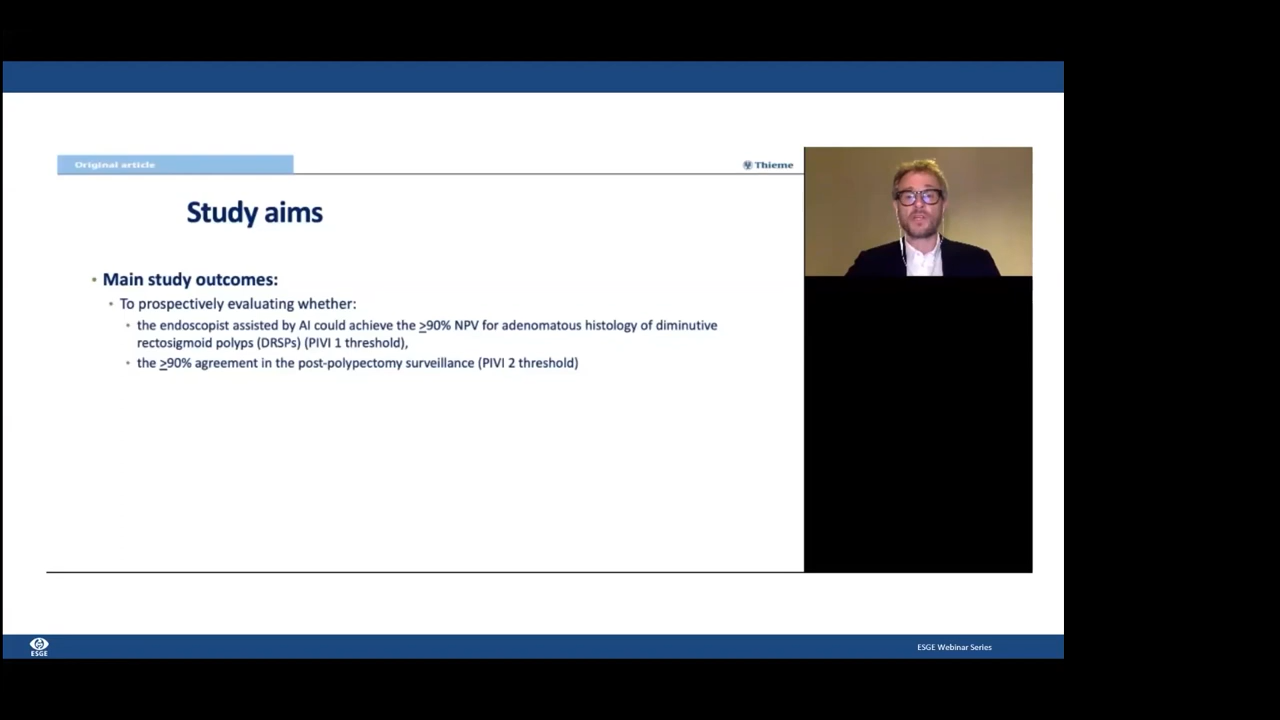 Original article
Thieme
Study aims
• Main study outcomes:
• To prospectively evaluating whether:
• the endoscopist assisted by AI could achieve the ≥90% NPV for adenomatous histology of diminutive
rectosigmoid polyps (DRSPs) (PIVI 1 threshold),
• the ≥90% agreement in the post-polypectomy surveillance (PIVI 2 threshold)
ESGE
ESGE Webinar Series